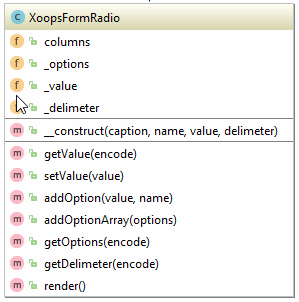 C XoopsFormRadio
f columns
f _options
f _value
f _delimeter
m __construct(caption, name, value, delimeter)
m getValue(encode)
m setValue(value)
m addOption(value, name)
m addOptionArray(options)
m getOptions(encode)
m getDelimeter(encode)
m render()